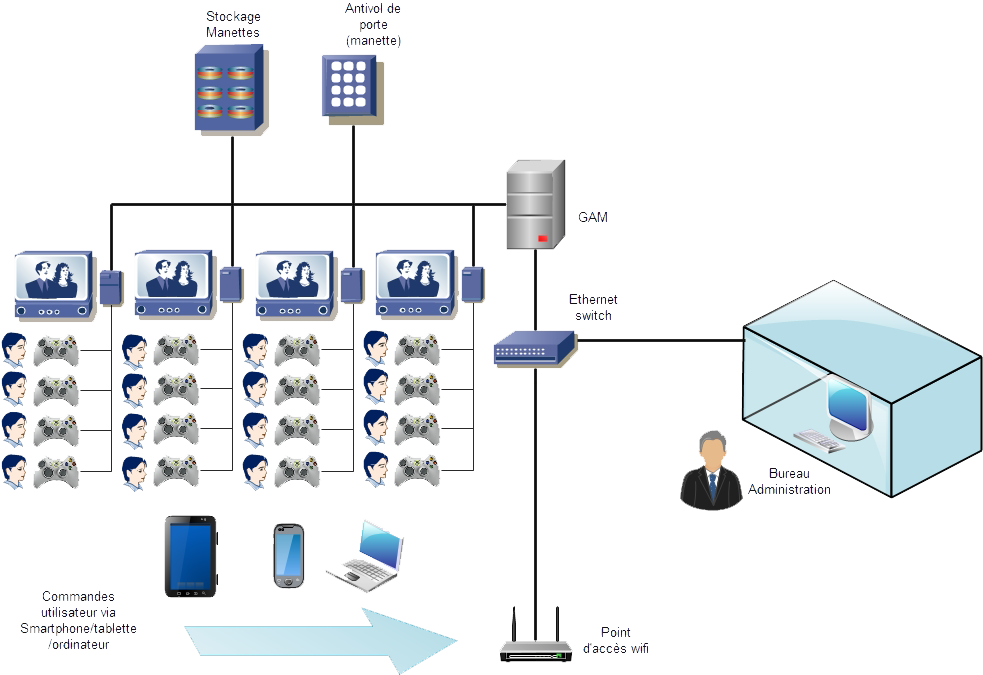 Stockage
Manettes
Antivol de
porte
(manette)
GAM
Ethernet
switch
Bureau
Administration
Commandes
utilisateur via
Smartphone/tablette
/ordinateur
Point
d'accès wifi